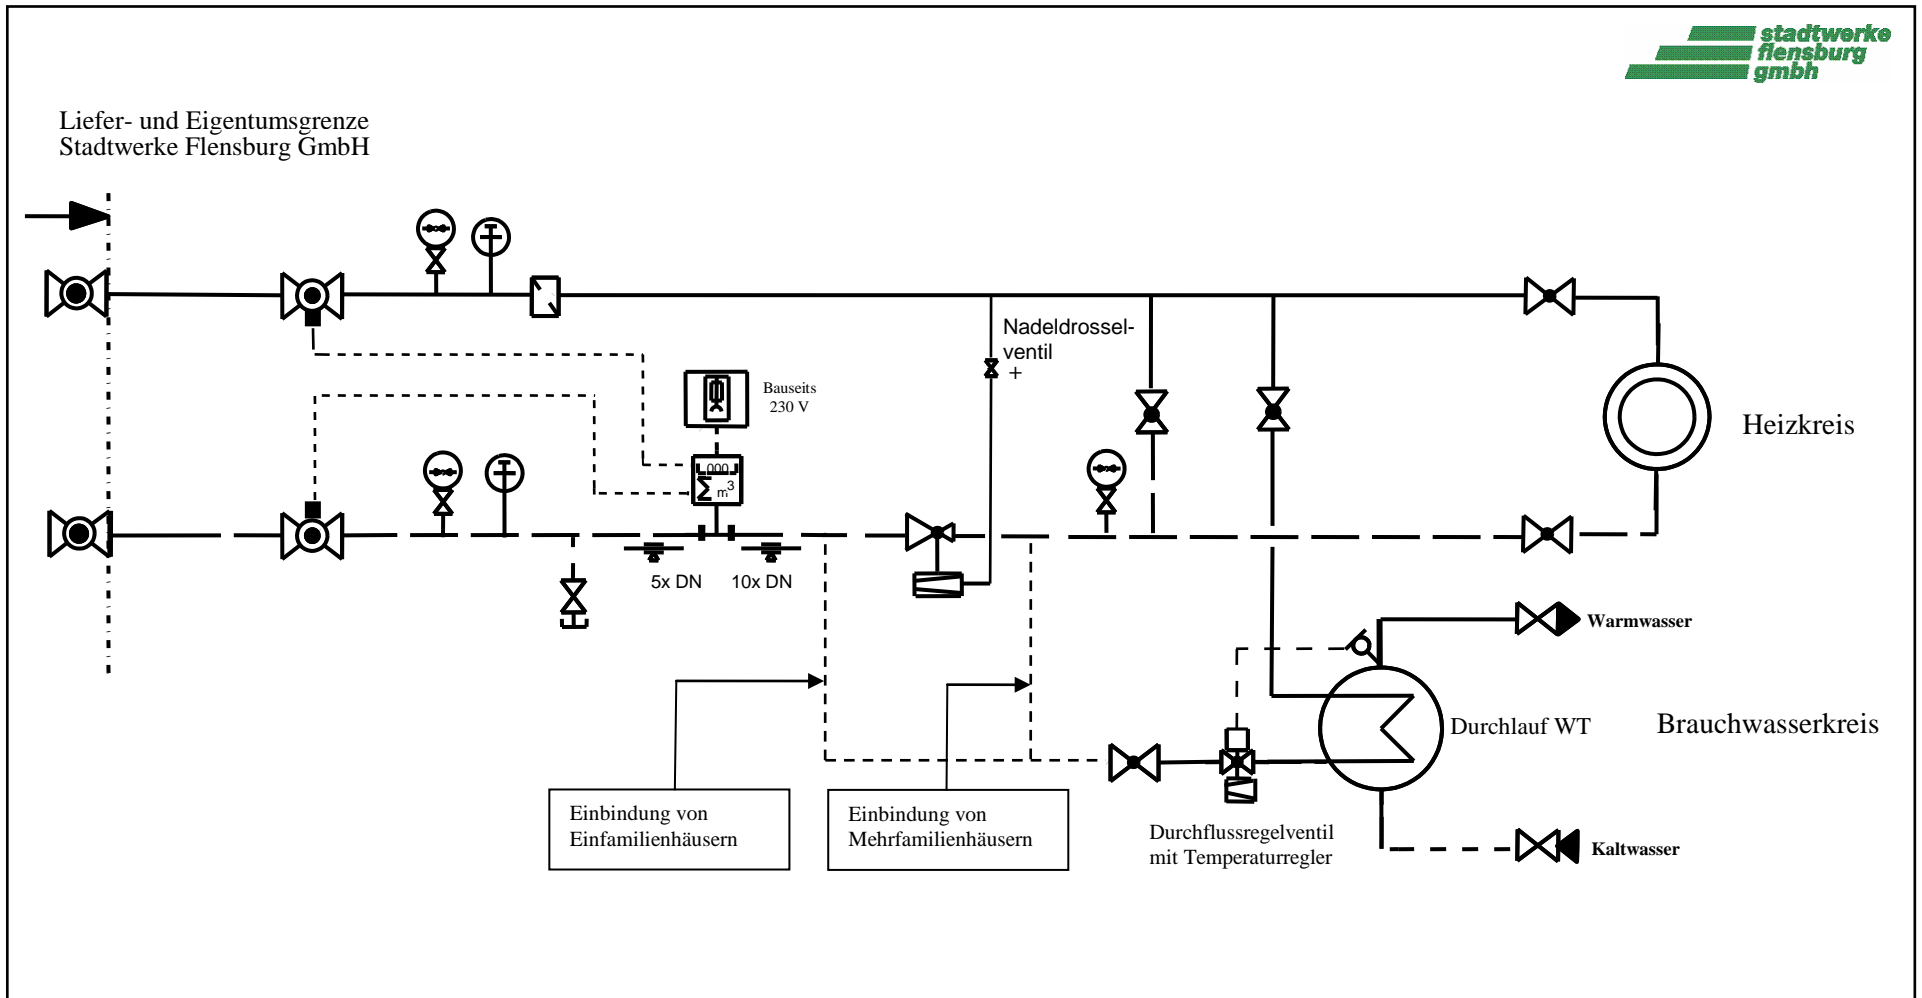 stadtwerke
flensburg
gmbh
Liefer- und Eigentumsgrenze
Stadtwerke Flensburg GmbH
Nadeldrossel-
ventil
+
Bauseits
230 V
Heizkreis
000
Σ m³
5x DN
10x DN
Warmwasser
Durchlauf WT
Brauchwasserkreis
Einbindung von
Einfamilienhäusern
Einbindung von
Mehrfamilienhäusern
Durchflussregelventil
mit Temperaturregler
Kaltwasser